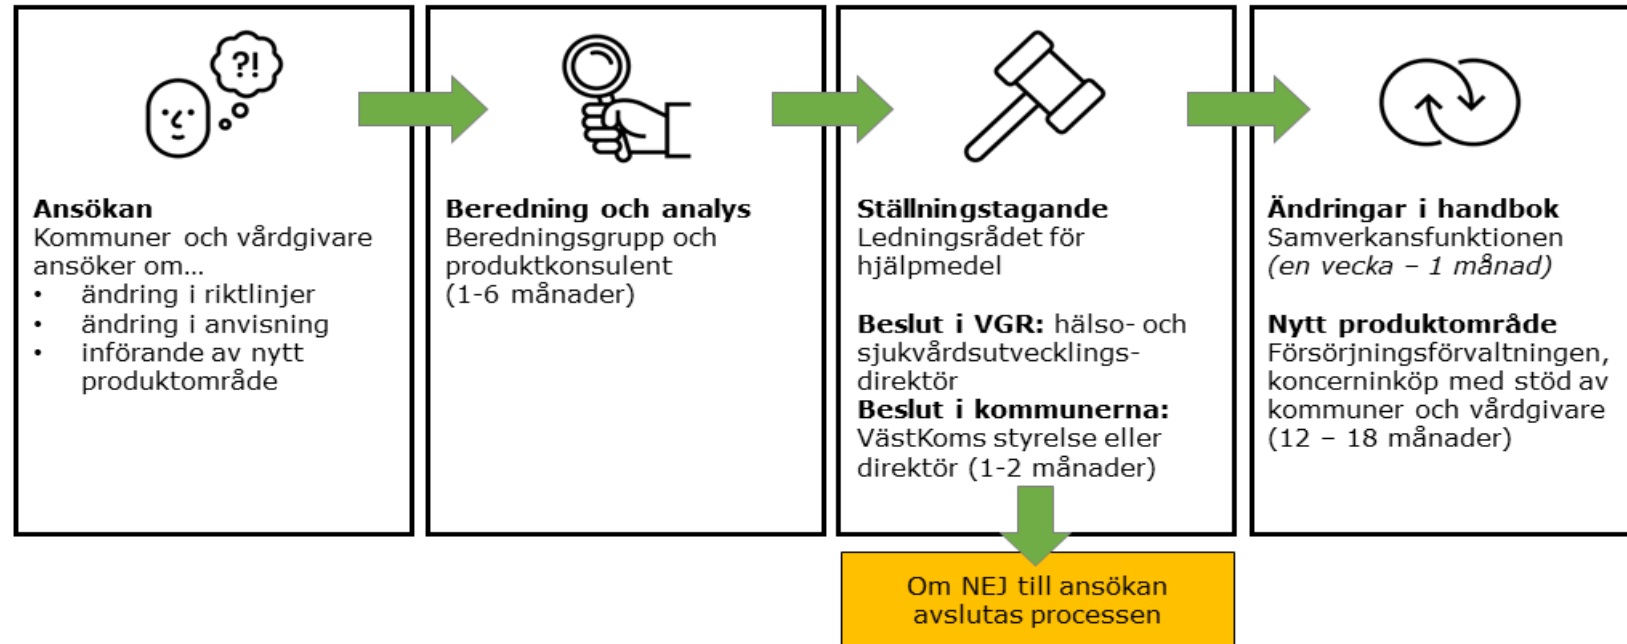 ?!
Ansökan
Kommuner och vårdgivare
ansöker om...
• ändring i riktlinjer
• ändring i anvisning
• införande av nytt
produktområde
Beredning och analys
Beredningsgrupp och
produktkonsulent
(1-6 månader)
Ställningstagande
Ledningsrådet för
hjälpmedel
Beslut i VGR: hälso- och
sjukvårdsutvecklings-
direktör
Beslut i kommunerna:
VästKoms styrelse eller
direktör (1-2 månader)
Om NEJ till ansökan
avslutas processen
Ändringar i handbok
Samverkansfunktionen
(en vecka – 1 månad)
Nytt produktområde
Försörjningsförvaltningen,
koncerninköp med stöd av
kommuner och vårdgivare
(12 – 18 månader)